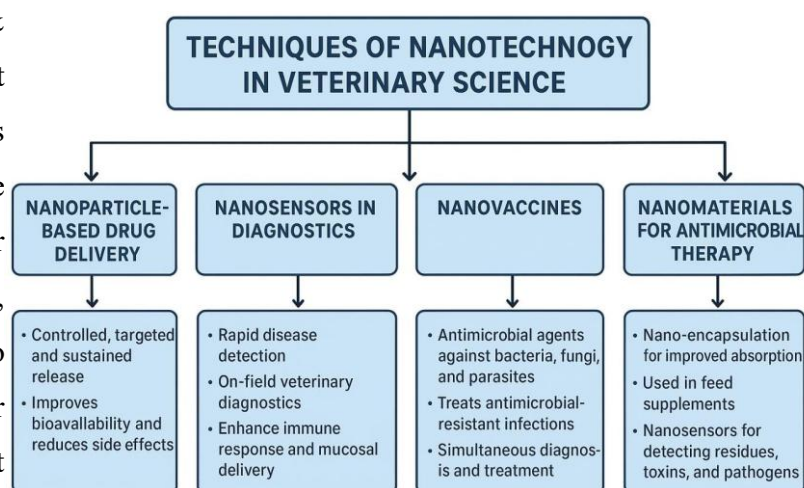 TECHNIQUES OF NANOTECHNOGY
IN VETERINARY SCIENCE
NANOPARTICLE-
BASED DRUG
DELIVERY
NANOSENSORS IN
DIAGNOSTICS
NANOVACCINES
NANOMATERIALS
FOR ANTIMICROBIAL
THERAPY
• Controlled, targeted
and sustained
release
• Improves
bioavallability and
reduces side effects
• Rapid disease
detection
• On-field veterinary
diagnostics
• Enhance immune
response and mucosal
delivery
• Antimicrobial agents
against bacteria, fungi,
and parasites
• Treats antimicrobial-
resistant infections
• Simultaneous diagnos-
is and treatment
• Nano-encapsulation
for improved absorption
• Used in feed
supplements
• Nanosensors for
detecting residues,
toxins, and pathogens